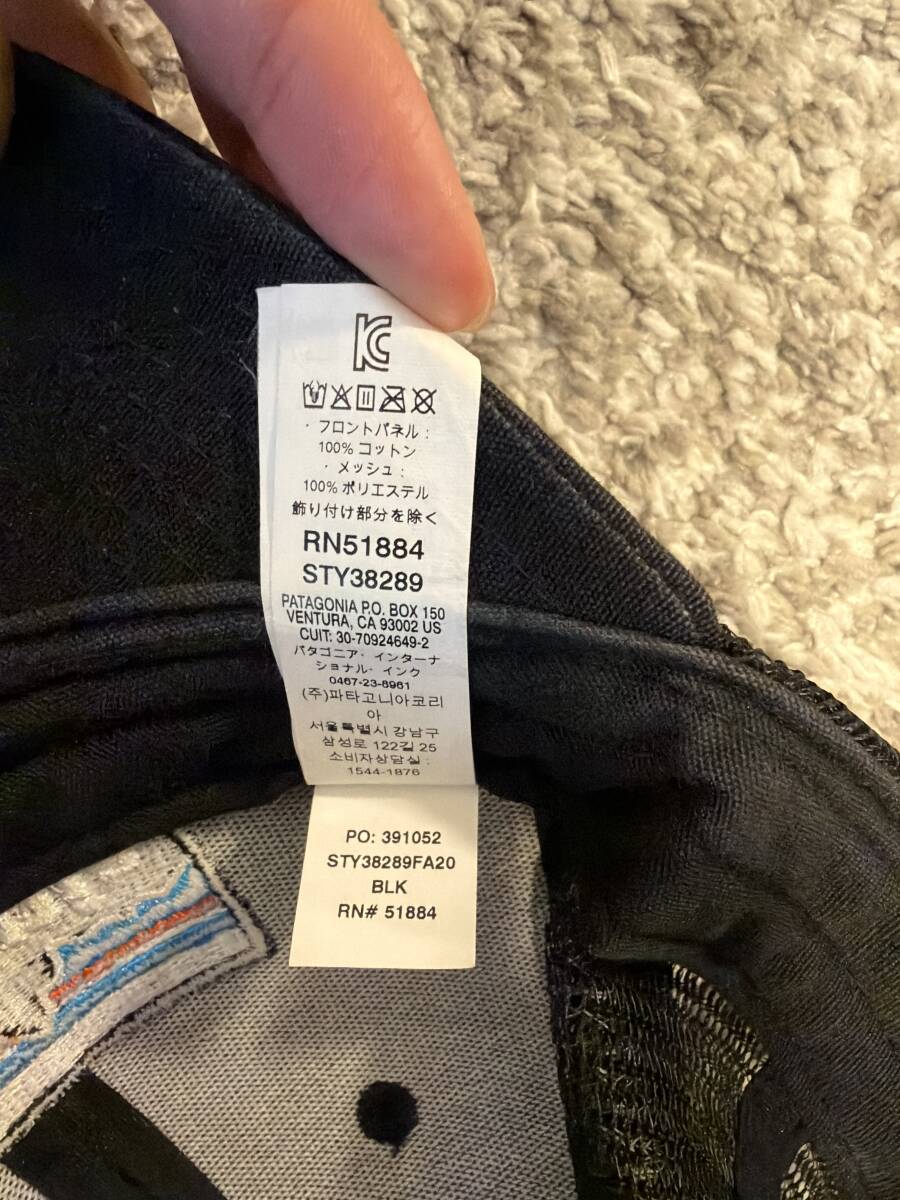 KC
・フロントパネル：
100% コットン
・メッシュ：
100% ポリエステル
飾り付け部分を除く
RN51884
STY38289
PATAGONIA P.O. BOX 150
VENTURA, CA 93002 US
CUIT: 30-70924649-2
パタゴニア・インターナ
ショナル・インク
0467-23-8961
(주)파타고니아코리
아
서울특별시 강남구
삼성로 122길 25
소비자상담실 :
1544-1876
PO: 391052
STY38289FA20
BLK
RN# 51884